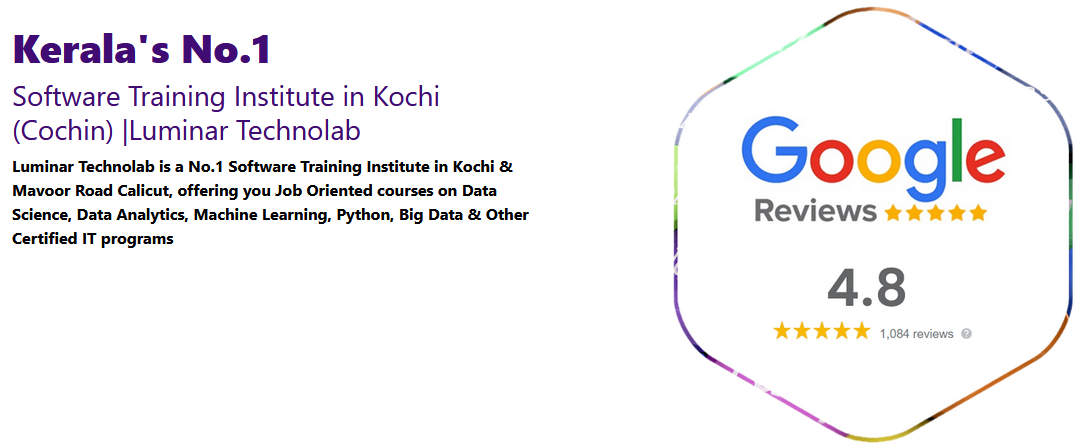 Kerala's No.1
Software Training Institute in Kochi
(Cochin) |Luminar Technolab
Luminar Technolab is a No.1 Software Training Institute in Kochi &
Mavoor Road Calicut, offering you Job Oriented courses on Data
Science, Data Analytics, Machine Learning, Python, Big Data & Other
Certified IT programs
Google
Reviews
4.8
1,084 reviews ?